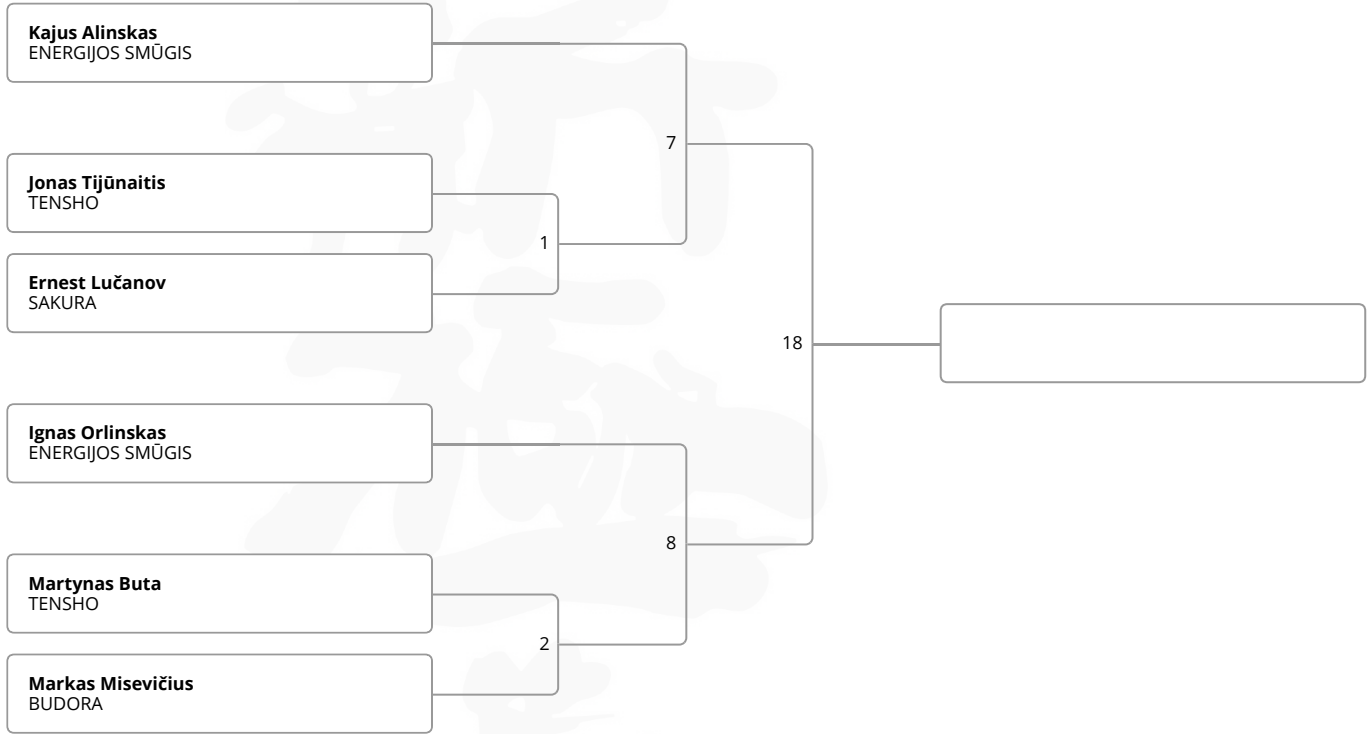 Kajus Alinskas
ENERGIJOS SMŪGIS
7
Jonas Tijūnaitis
TENSHO
1
Ernest Lučanov
SAKURA
18
Ignas Orlinskas
ENERGIJOS SMŪGIS
8
Martynas Buta
TENSHO
2
Markas Misevičius
BUDORA